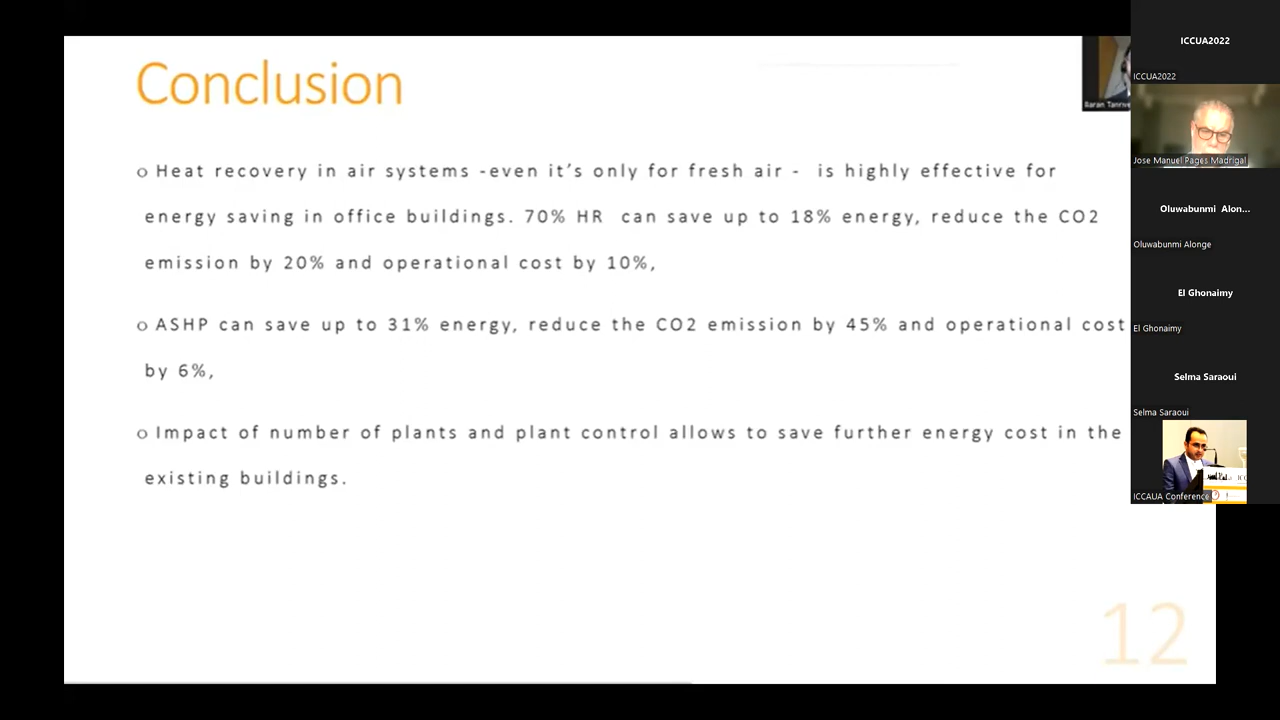 Conclusion
o Heat recovery in air systems -even it's only for fresh air - is highly effective for
energy saving in office buildings. 70% HR can save up to 18% energy, reduce the CO2
emission by 20% and operational cost by 10%,
o ASHP can save up to 31% energy, reduce the CO2 emission by 45% and operational cost
by 6%,
o Impact of number of plants and plant control allows to save further energy cost in the
existing buildings.
12
Baran
ICCUA2022
ICCUA2022
Jose Manuel Pages Madrigal
Oluwabunmi Alon...
Oluwabunmi Alonge
El Ghonaimy
El Ghonaimy
Selma Saraoui
Selma Saraoui
ICCAUA Conference